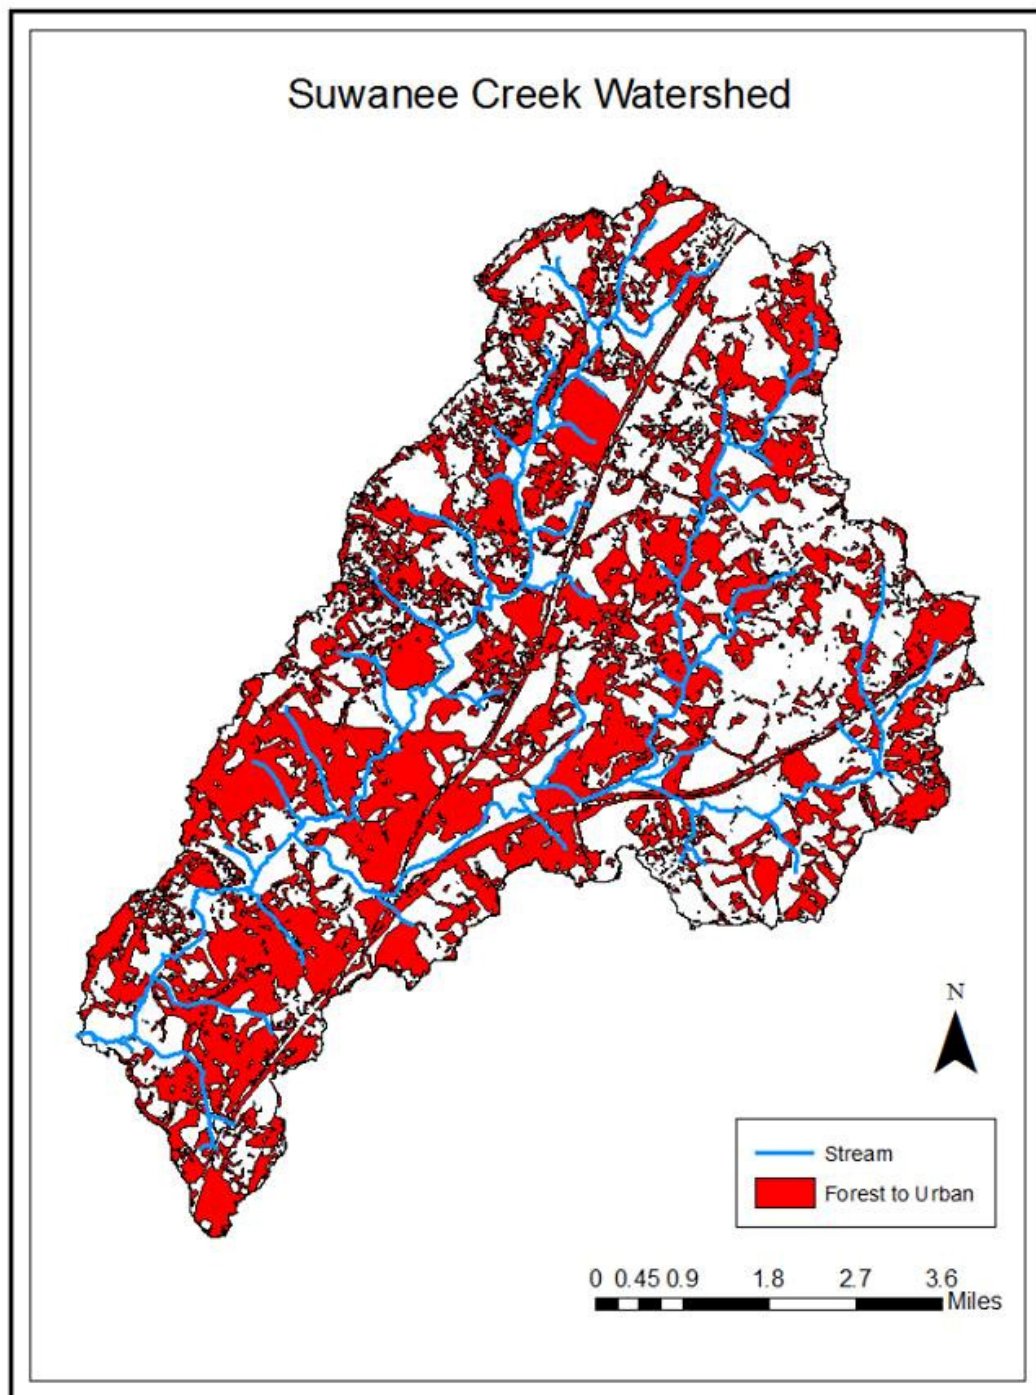 Suwanee Creek Watershed
N
Stream
Forest to Urban
0 0.45 0.9 1.8 2.7 3.6
Miles